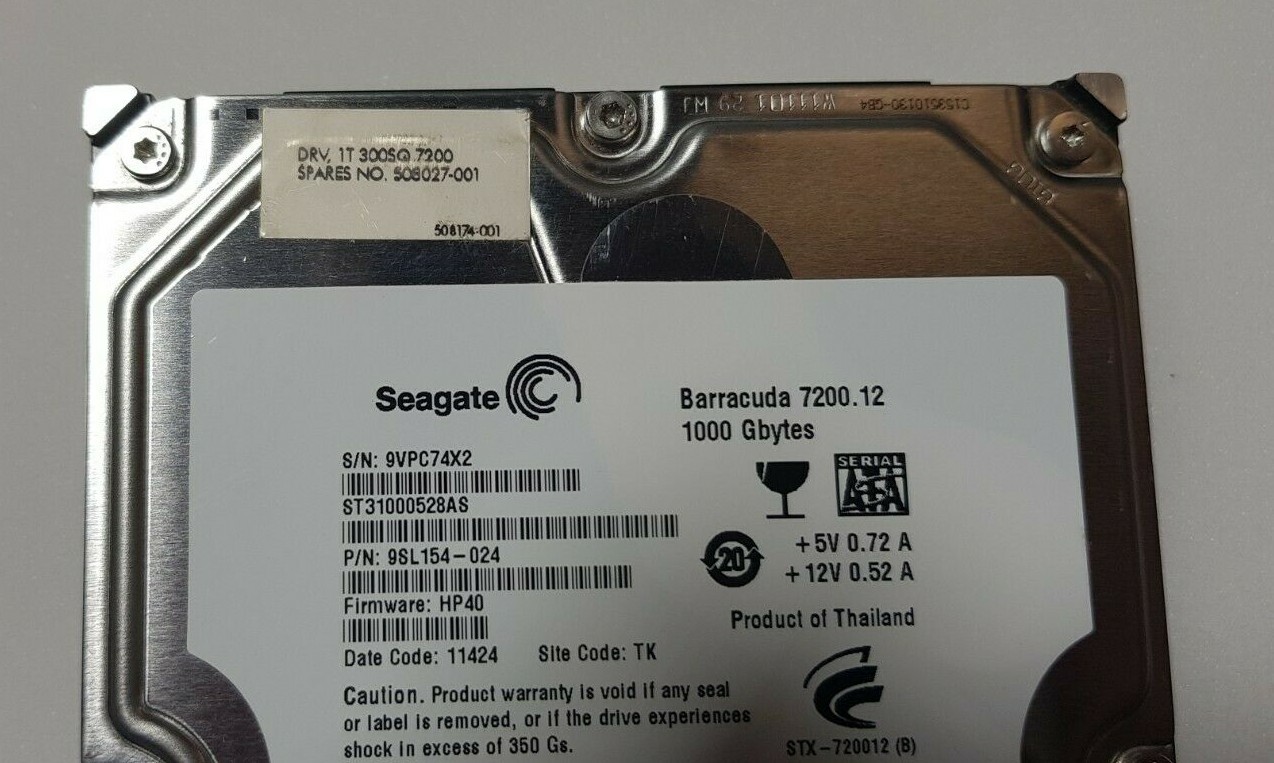 DRV, 1T 300SQ 7200
SPARES NO. 508027-001
508174-001
C1S3510130-GB4
Seagate
Barracuda 7200.12
1000 Gbytes
S/N: 9VPC74X2
ST31000528AS
P/N: 9SL154-024
Firmware: HP40
Date Code: 11424 Site Code: TK
SERIAL
ATA
20
+5V 0.72 A
+12V 0.52 A
Product of Thailand
Caution. Product warranty is void if any seal
or label is removed, or if the drive experiences
shock in excess of 350 Gs.
STX-720012 (B)